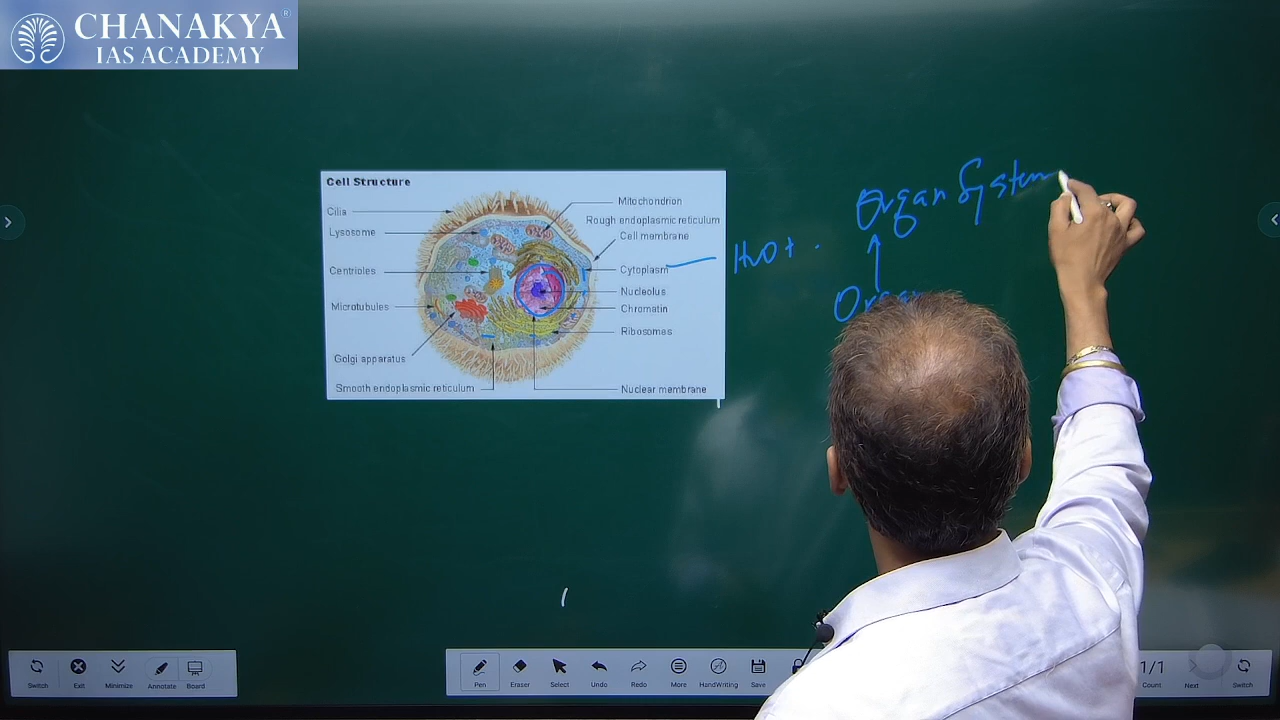 CHANAKYA ®
IAS ACADEMY
Cell Structure
Cilia
Lysosome
Centrioles
Microtubules
Golgi apparatus
Smooth endoplasmic reticulum
Mitochondrion
Rough endoplasmic reticulum
Cell membrane
Cytoplasm
Nucleolus
Chromatin
Ribosomes
Nuclear membrane
H2O+
Organ System
Switch
Exit
Minimize
Annotate
Board
Pen
Eraser
Select
Undo
Redo
More
HandWriting
Save
1/1
Count
Next
Switch